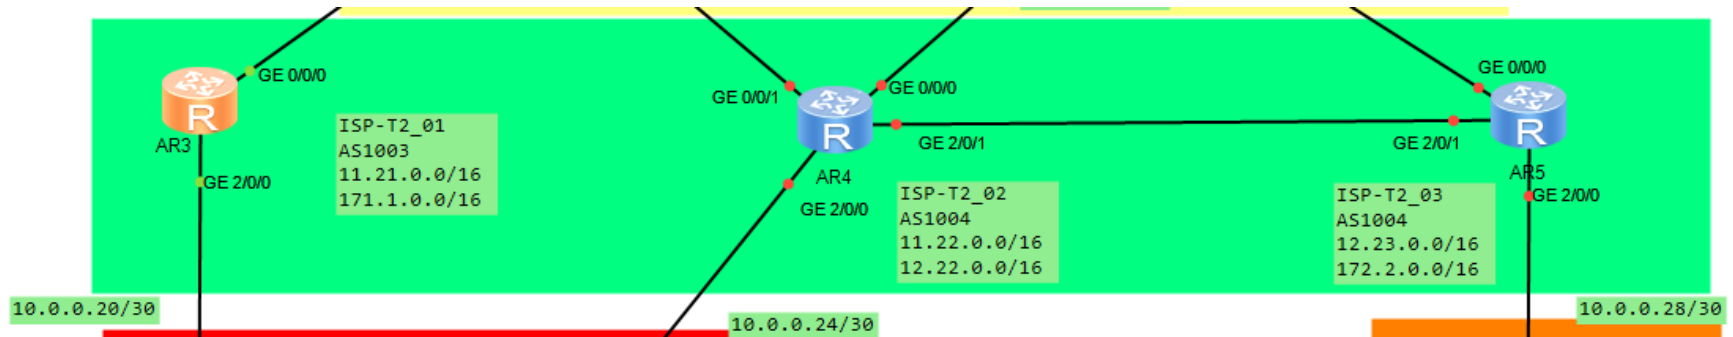 GE 0/0/0
R
AR3
GE 2/0/0
ISP-T2_01
AS1003
11.21.0.0/16
171.1.0.0/16
GE 0/0/1
GE 0/0/0
R
GE 2/0/1
AR4
GE 2/0/0
ISP-T2_02
AS1004
11.22.0.0/16
12.22.0.0/16
GE 0/0/0
R
GE 2/0/1
AR5
GE 2/0/0
ISP-T2_03
AS1004
12.23.0.0/16
172.2.0.0/16
10.0.0.20/30
10.0.0.24/30
10.0.0.28/30